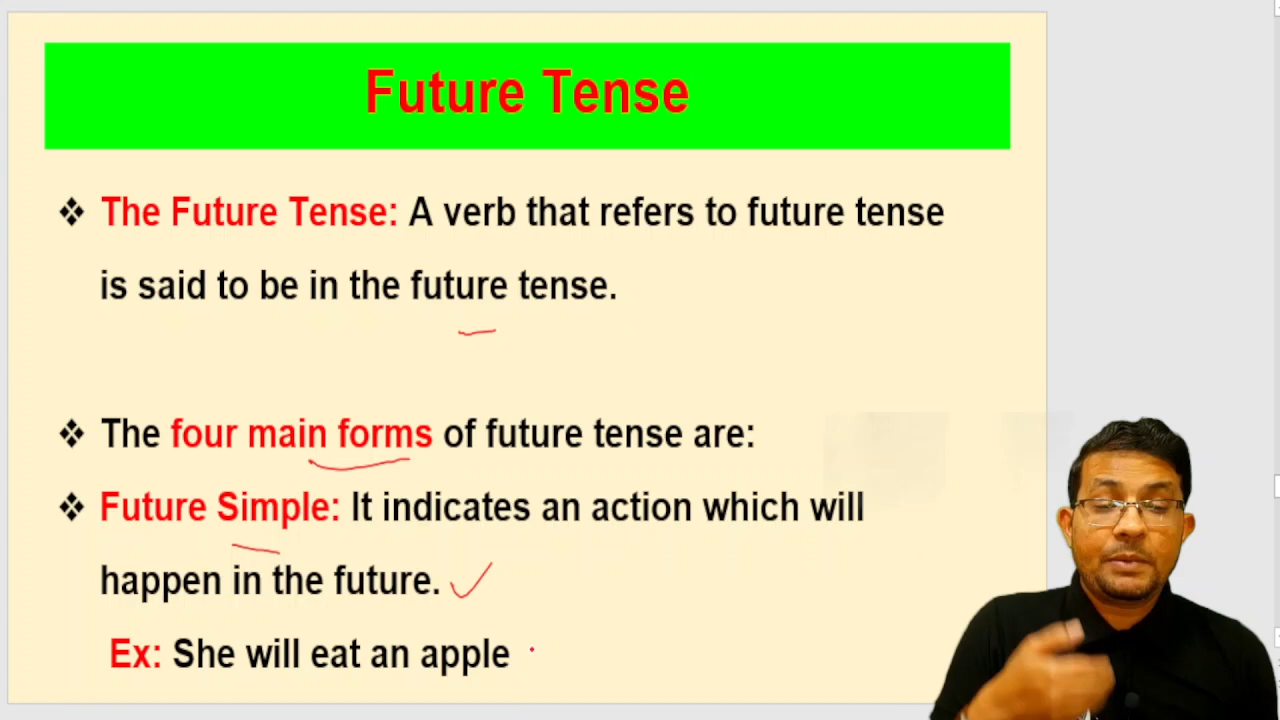 Future Tense
❖ The Future Tense: A verb that refers to future tense
is said to be in the future tense.
❖ The four main forms of future tense are:
❖ Future Simple: It indicates an action which will
happen in the future.
Ex: She will eat an apple